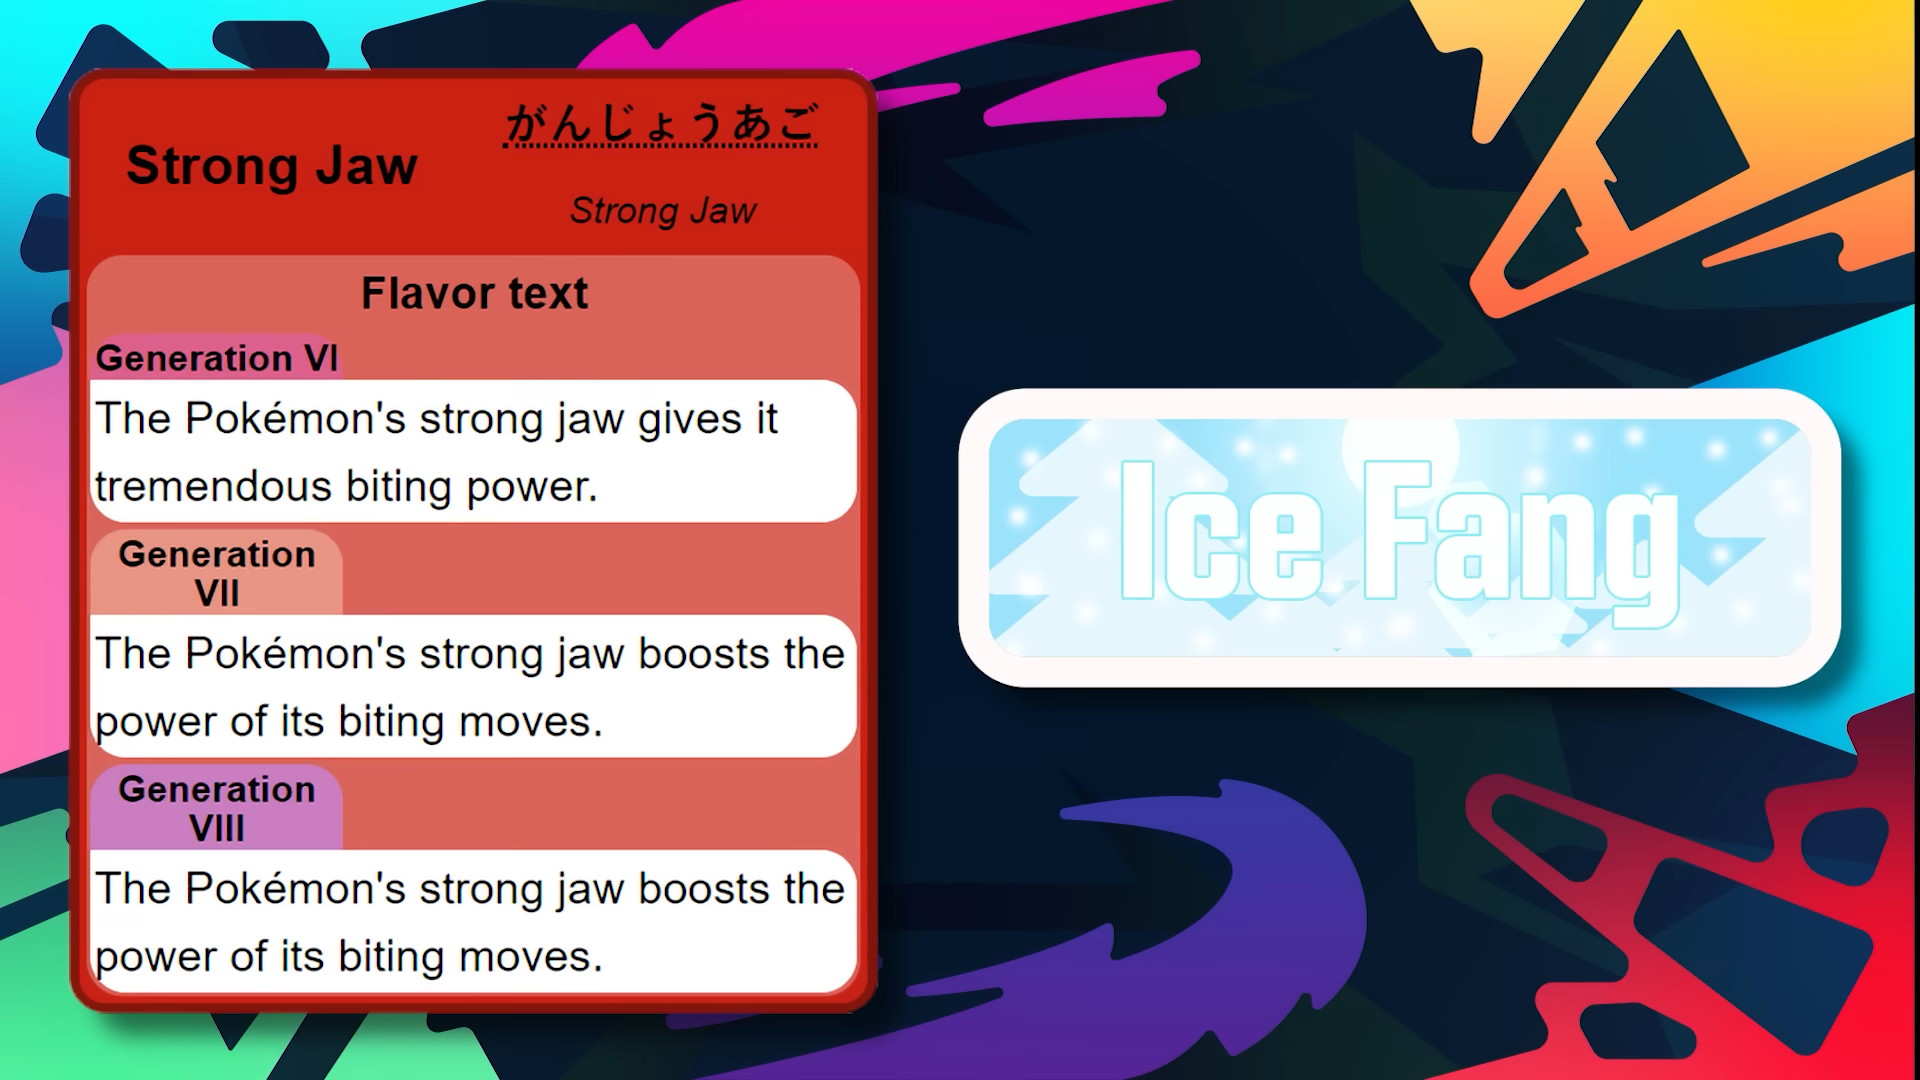 Strong Jaw
がんじょうあご
Strong Jaw
Flavor text
Generation VI
The Pokémon's strong jaw gives it
tremendous biting power.
Generation
VII
The Pokémon's strong jaw boosts the
power of its biting moves.
Generation
VIII
The Pokémon's strong jaw boosts the
power of its biting moves.
Ice Fang